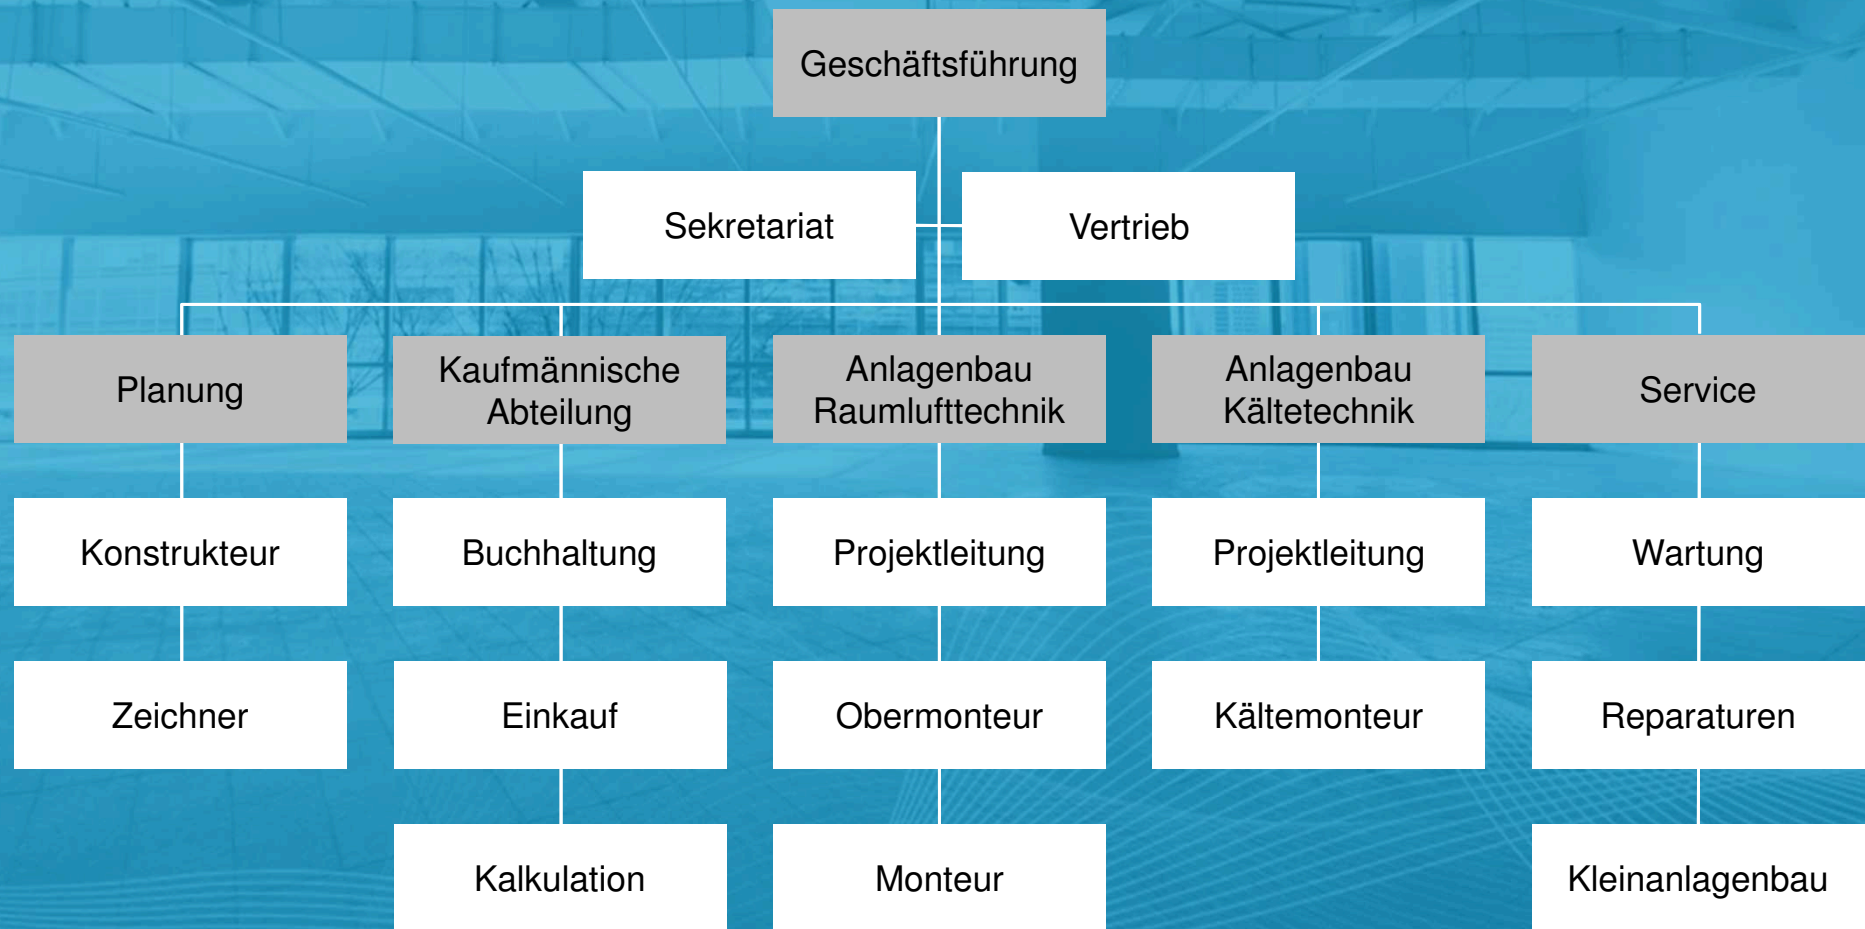 Geschäftsführung
Sekretariat
Vertrieb
Planung
Kaufmännische
Abteilung
Anlagenbau
Raumlufttechnik
Anlagenbau
Kältetechnik
Service
Konstrukteur
Buchhaltung
Projektleitung
Projektleitung
Wartung
Zeichner
Einkauf
Obermonteur
Kältemonteur
Reparaturen
Kalkulation
Monteur
Kleinanlagenbau